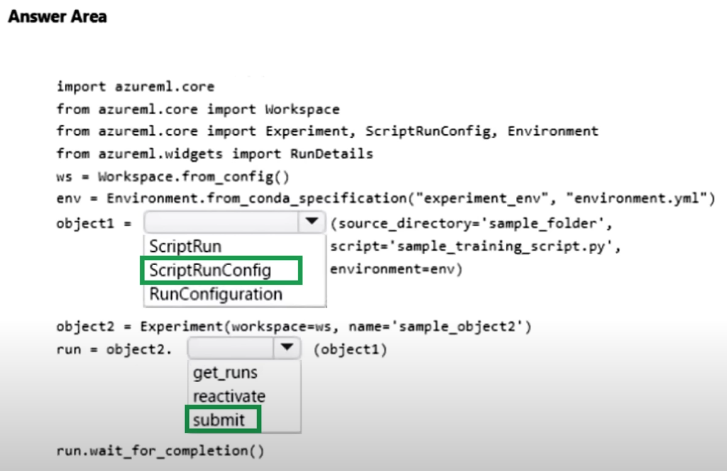 Answer Area
import azureml.core
from azureml.core import Workspace
from azureml.core import Experiment, ScriptRunConfig, Environment
from azureml.widgets import RunDetails
ws = Workspace.from_config()
env = Environment.from_conda_specification("experiment_env", "environment.yml")
object1 = (source_directory='sample_folder',
ScriptRun script='sample_training_script.py',
ScriptRunConfig environment=env)
RunConfiguration
object2 = Experiment(workspace=ws, name='sample_object2')
run = object2. (object1)
get_runs
reactivate
submit
run.wait_for_completion()